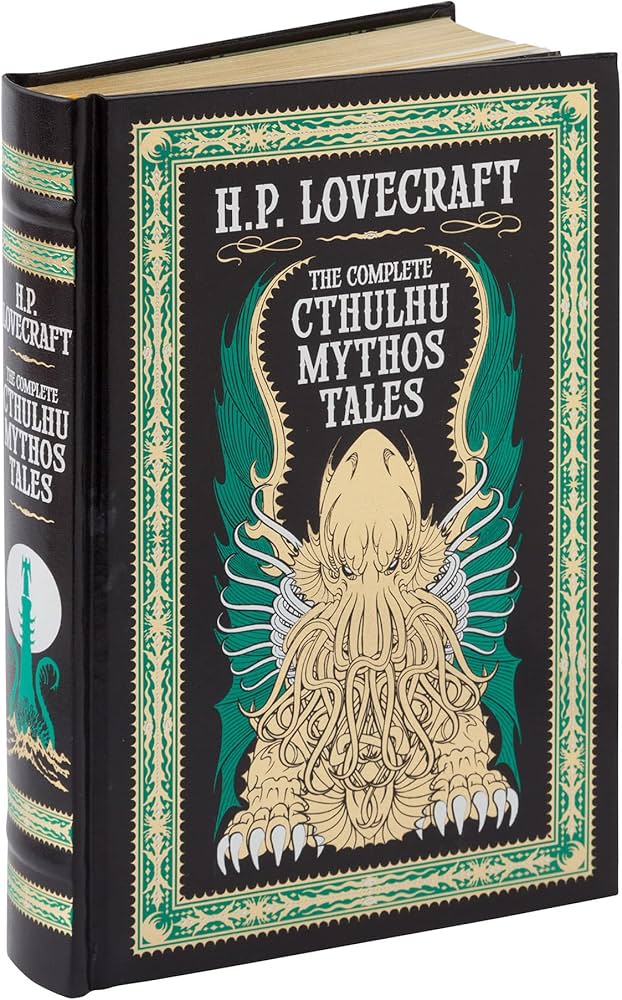 H.P. LOVECRAFT
THE COMPLETE
CTHULHU
MYTHOS
TALES
H.P.
LOVECRAFT
THE COMPLETE
CTHULHU
MYTHOS
TALES